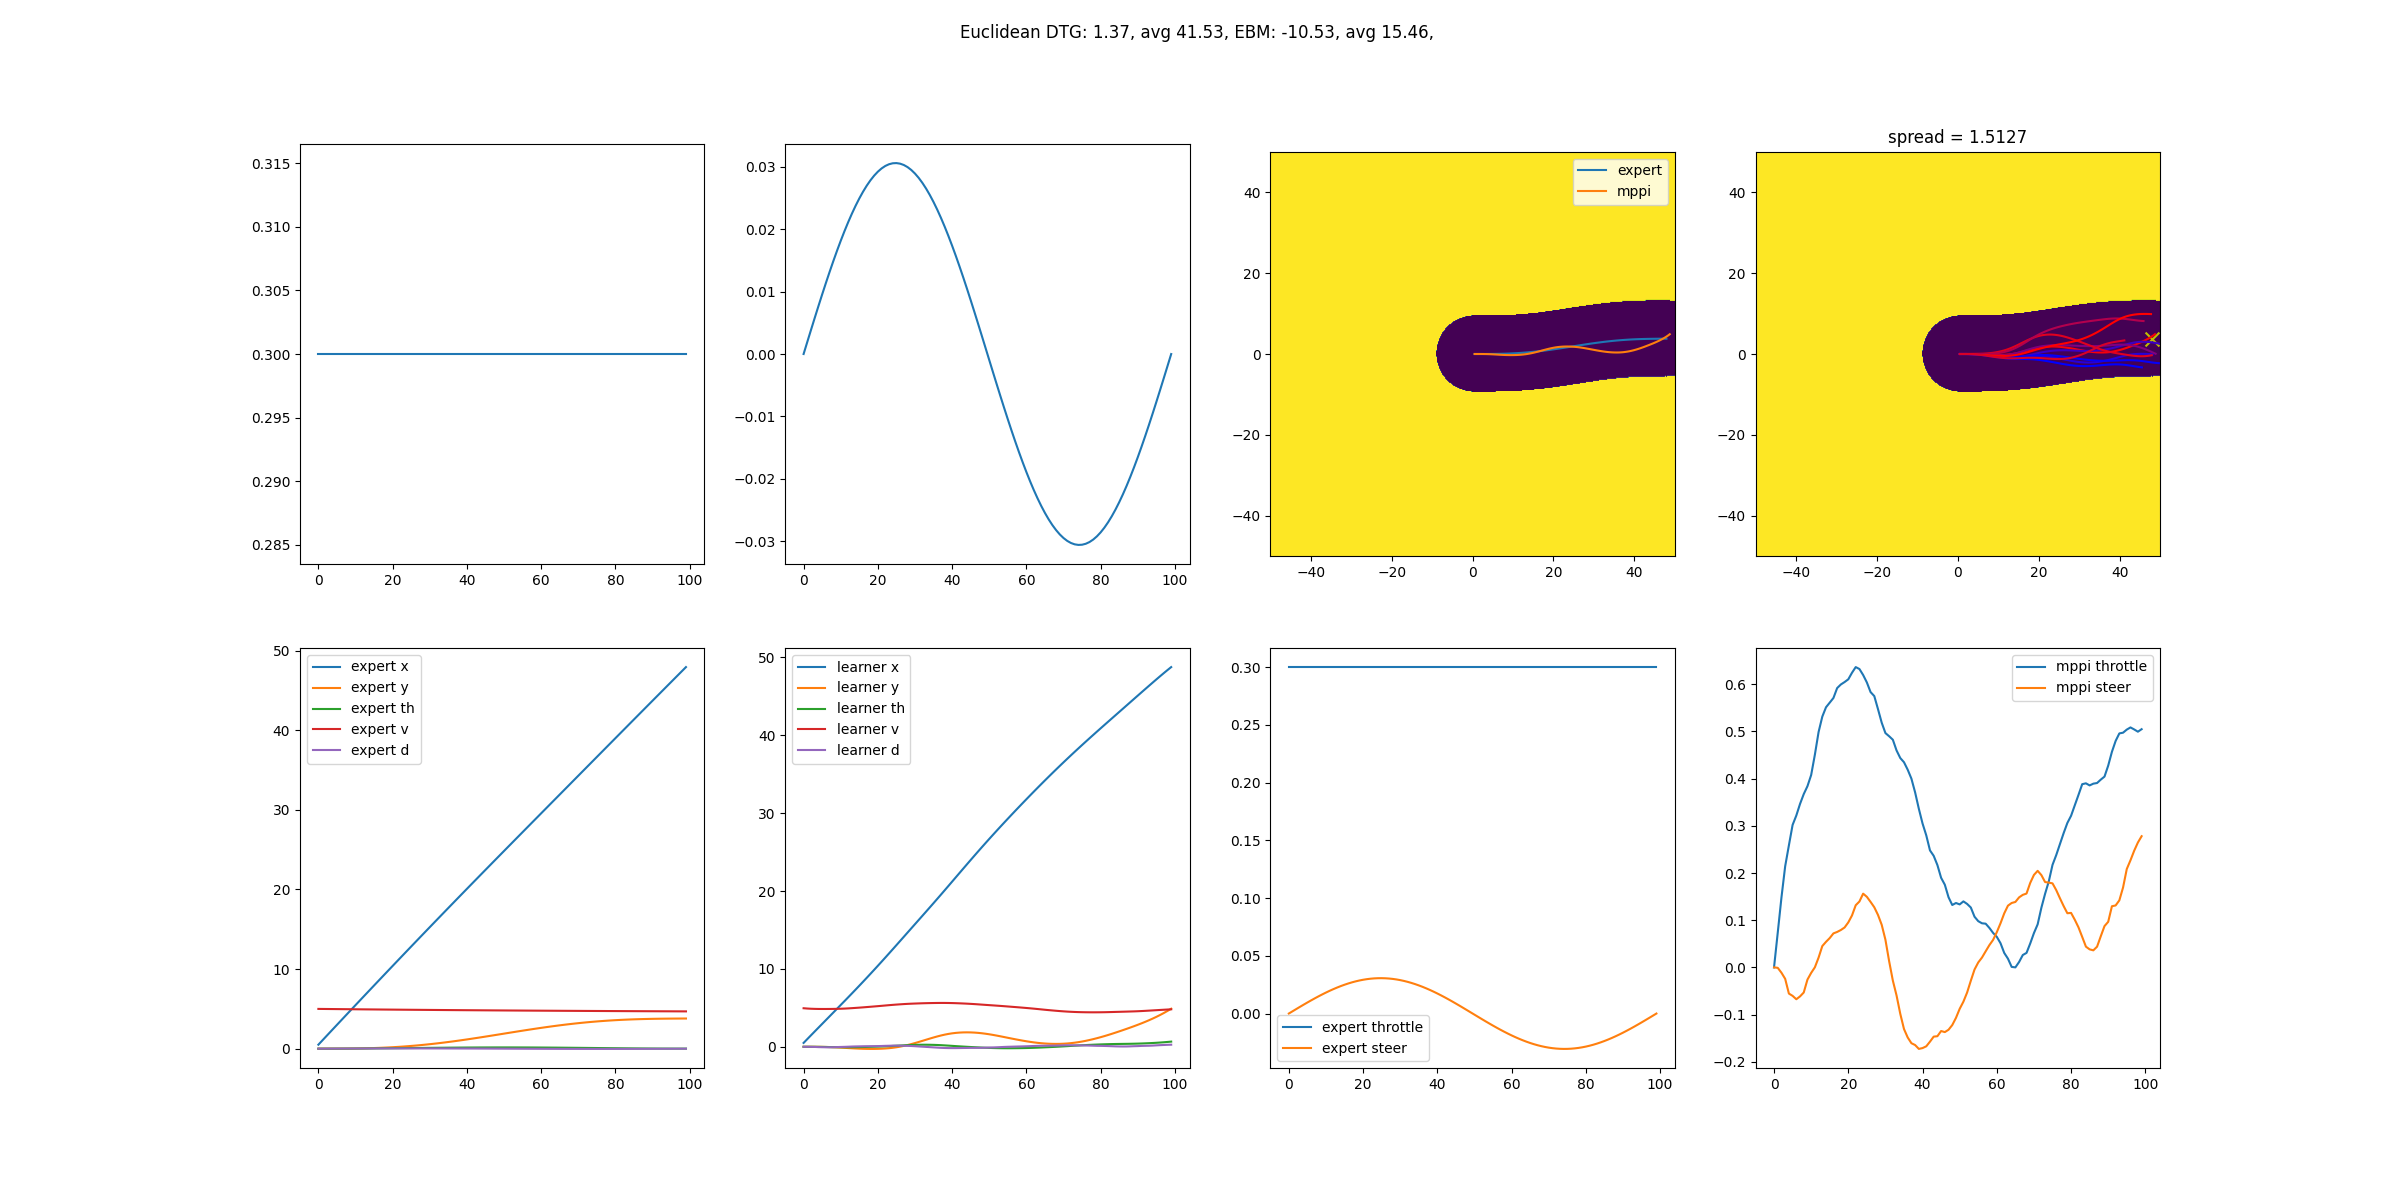 Euclidean DTG: 1.37, avg 41.53, EBM: -10.53, avg 15.46,
0.315
0.310
0.305
0.300
0.295
0.290
0.285
0 20 40 60 80 100
0.03
0.02
0.01
0.00
−0.01
−0.02
−0.03
0 20 40 60 80 100
expert
mppi
40
20
0
−20
−40
−40 −20 0 20 40
spread = 1.5127
40
20
0
−20
−40
−40 −20 0 20 40
expert x
expert y
expert th
expert v
expert d
50
40
30
20
10
0
0 20 40 60 80 100
learner x
learner y
learner th
learner v
learner d
50
40
30
20
10
0
0 20 40 60 80 100
0.30
0.25
0.20
0.15
0.10
0.05
0.00
expert throttle
expert steer
0 20 40 60 80 100
mppi throttle
mppi steer
0.6
0.5
0.4
0.3
0.2
0.1
0.0
−0.1
−0.2
0 20 40 60 80 100